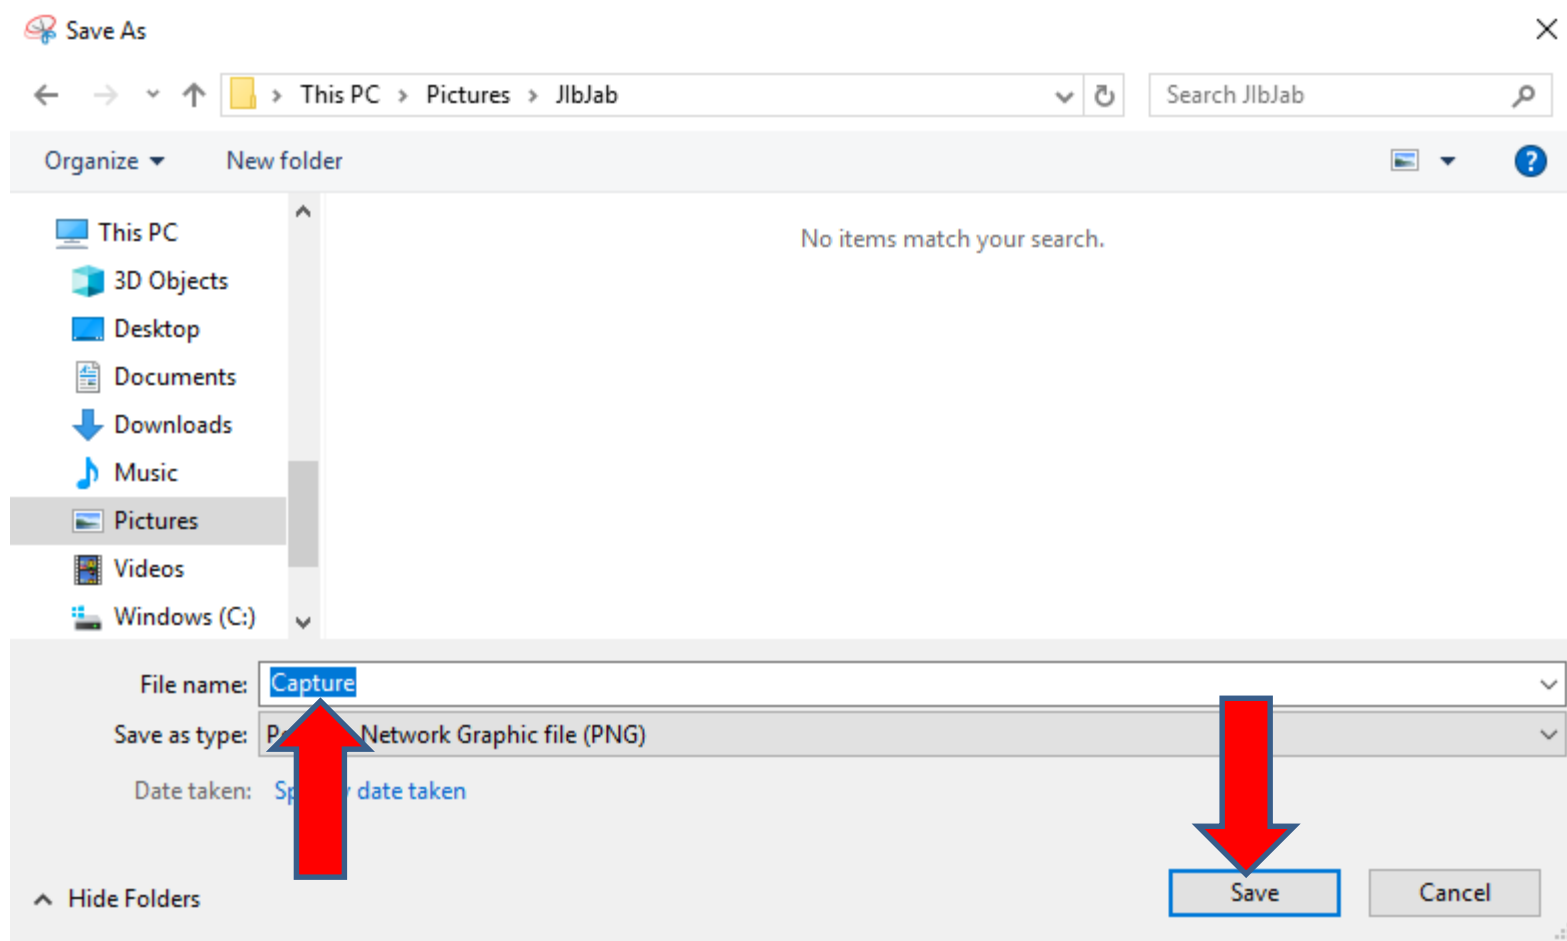 Save As
This PC > Pictures > JlbJab
Search JlbJab
Organize
New folder
?
This PC
3D Objects
Desktop
Documents
Downloads
Music
Pictures
Videos
Windows (C:)
No items match your search.
File name: Capture
Save as type: Network Graphic file (PNG)
Date taken: date taken
Hide Folders
Save
Cancel